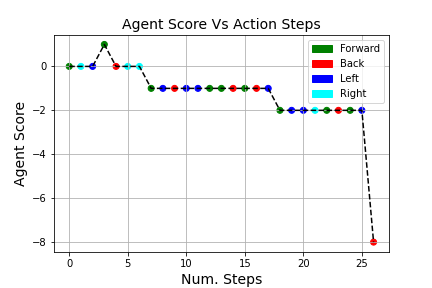 Agent Score Vs Action Steps
Forward
Back
Left
Right
0
−2
−4
−6
−8
Agent Score
0 5 10 15 20 25
Num. Steps